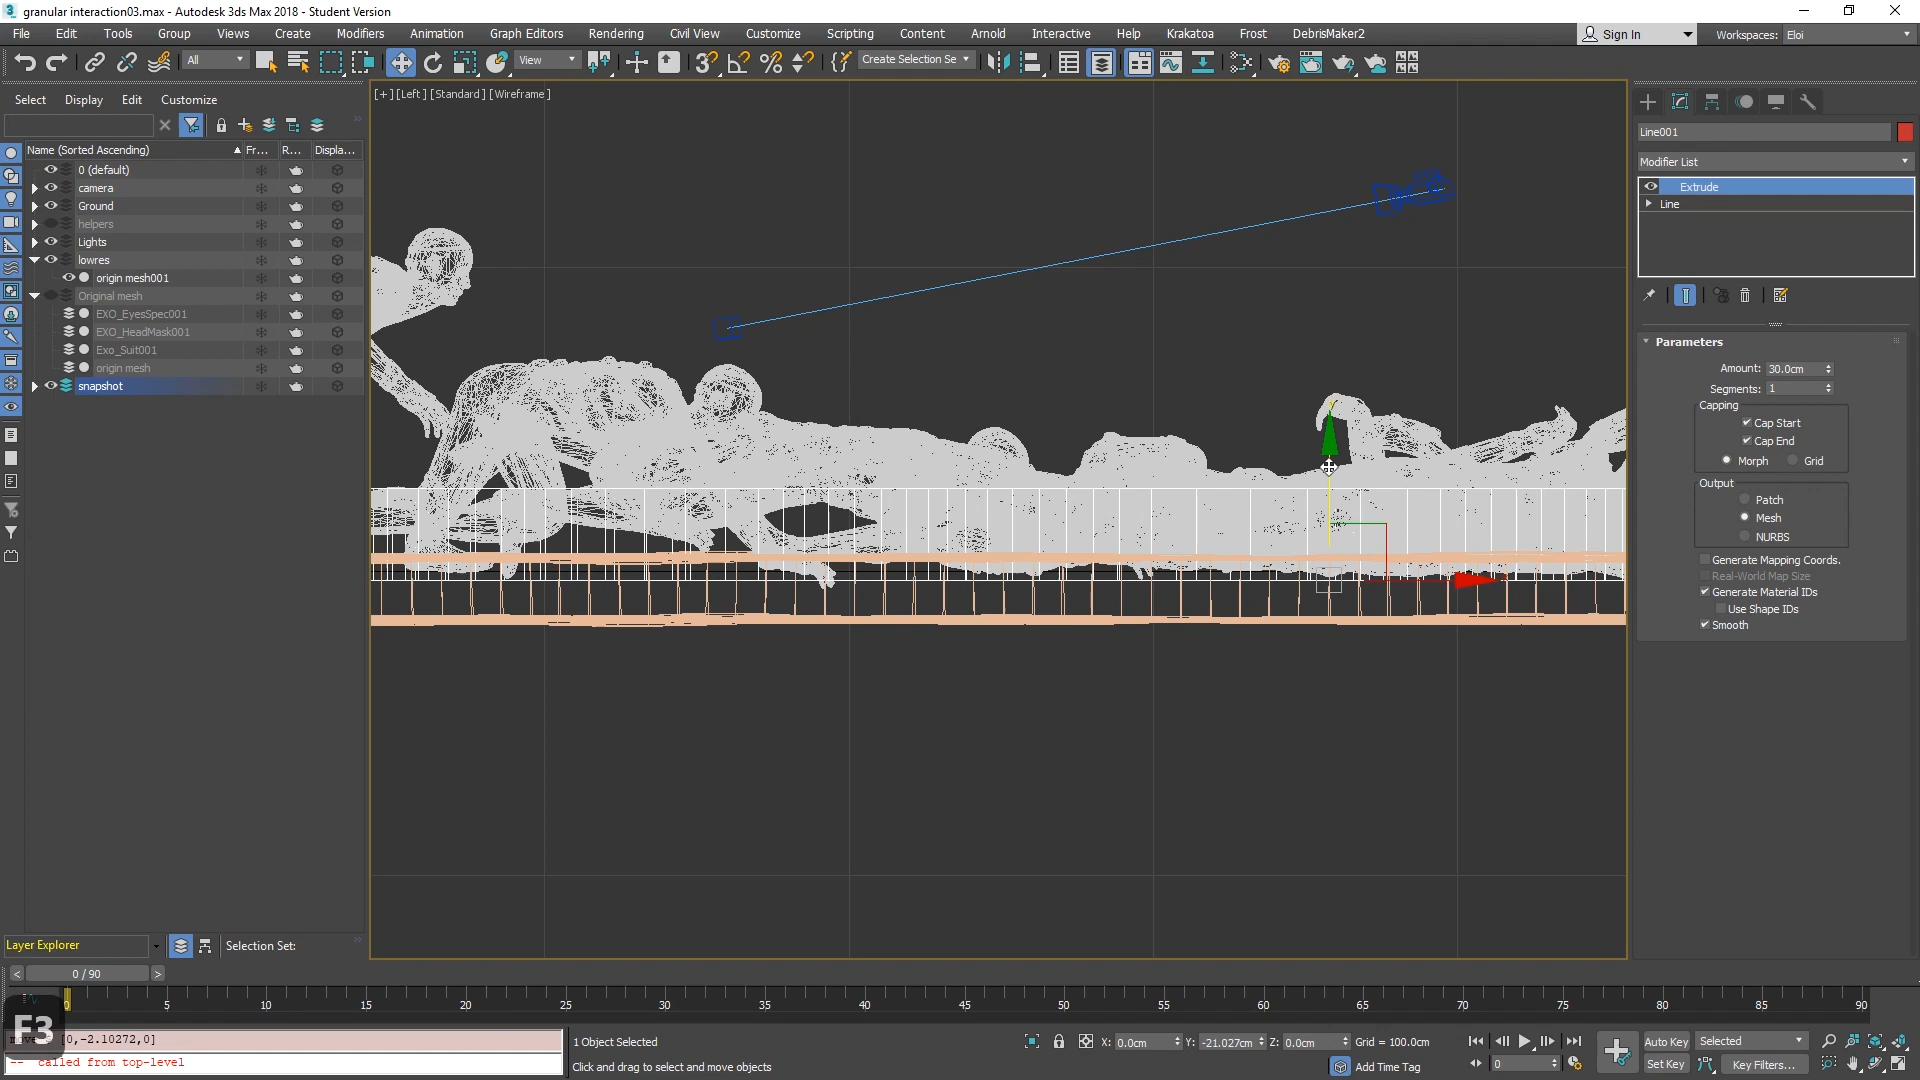 granular interaction03.max - Autodesk 3ds Max 2018 - Student Version
File Edit Tools Group Views Create Modifiers Animation Graph Editors Rendering Civil View Customize Scripting Content Arnold Interactive Help Krakatoa Frost DebrisMaker2
Sign In
Workspaces: Eloi
All
View
Create Selection Se
Select Display Edit Customize
[+] [Left] [Standard] [Wireframe]
Name (Sorted Ascending) Fr... R... Displa...
0 (default)
camera
Ground
helpers
Lights
lowres
origin mesh001
Original mesh
EXO_EyesSpec001
EXO_HeadMask001
Exo_Suit001
origin mesh
snapshot
Line001
Modifier List
Extrude
Line
Parameters
Amount: 30.0cm
Segments: 1
Capping
Cap Start
Cap End
Morph Grid
Output
Patch
Mesh
NURBS
Generate Mapping Coords.
Real-World Map Size
Generate Material IDs
Use Shape IDs
Smooth
Layer Explorer
Selection Set:
< 0 / 90 >
0 5 10 15 20 25 30 35 40 45 50 55 60 65 70 75 80 85 90
F3
[0,-2.10272,0]
-- called from top-level
1 Object Selected
Click and drag to select and move objects
X: 0.0cm Y: -21.027cm Z: 0.0cm Grid = 100.0cm
Add Time Tag
0
Auto Key Selected
Set Key Key Filters...